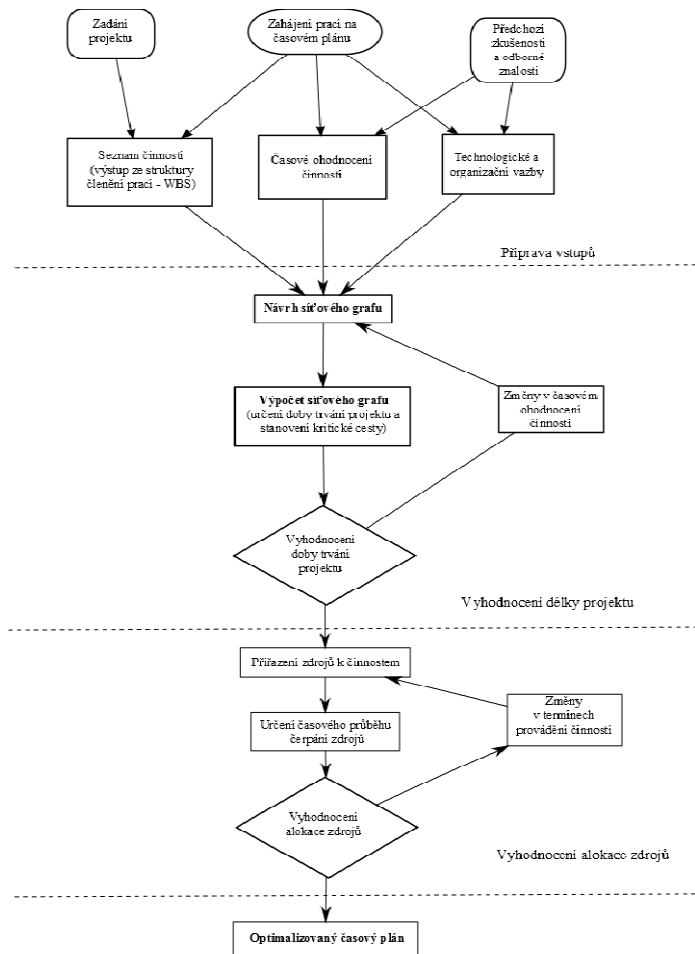 Zadání
projektu
Zahájení prací na
časovém plánu
Předchozí
zkušenosti
a odborné
znalosti
Seznam činností
(výstup ze struktury
členění prací - WBS)
Časové ohodnocení
činností
Technologické a
organizační vazby
Příprava vstupů
Návrh síťového grafu
Výpočet síťového grafu
(určení doby trvání projektu a
stanovení kritické cesty)
Změny v časovém
ohodnocení
činností
Vyhodnocení
doby trvání
projektu
Vyhodnocení délky projektu
Přiřazení zdrojů k činnostem
Určení časového průběhu
čerpání zdrojů
Změny
v termínech
provádění činností
Vyhodnocení
alokace zdrojů
Vyhodnocení alokace zdrojů
Optimalizovaný časový plán